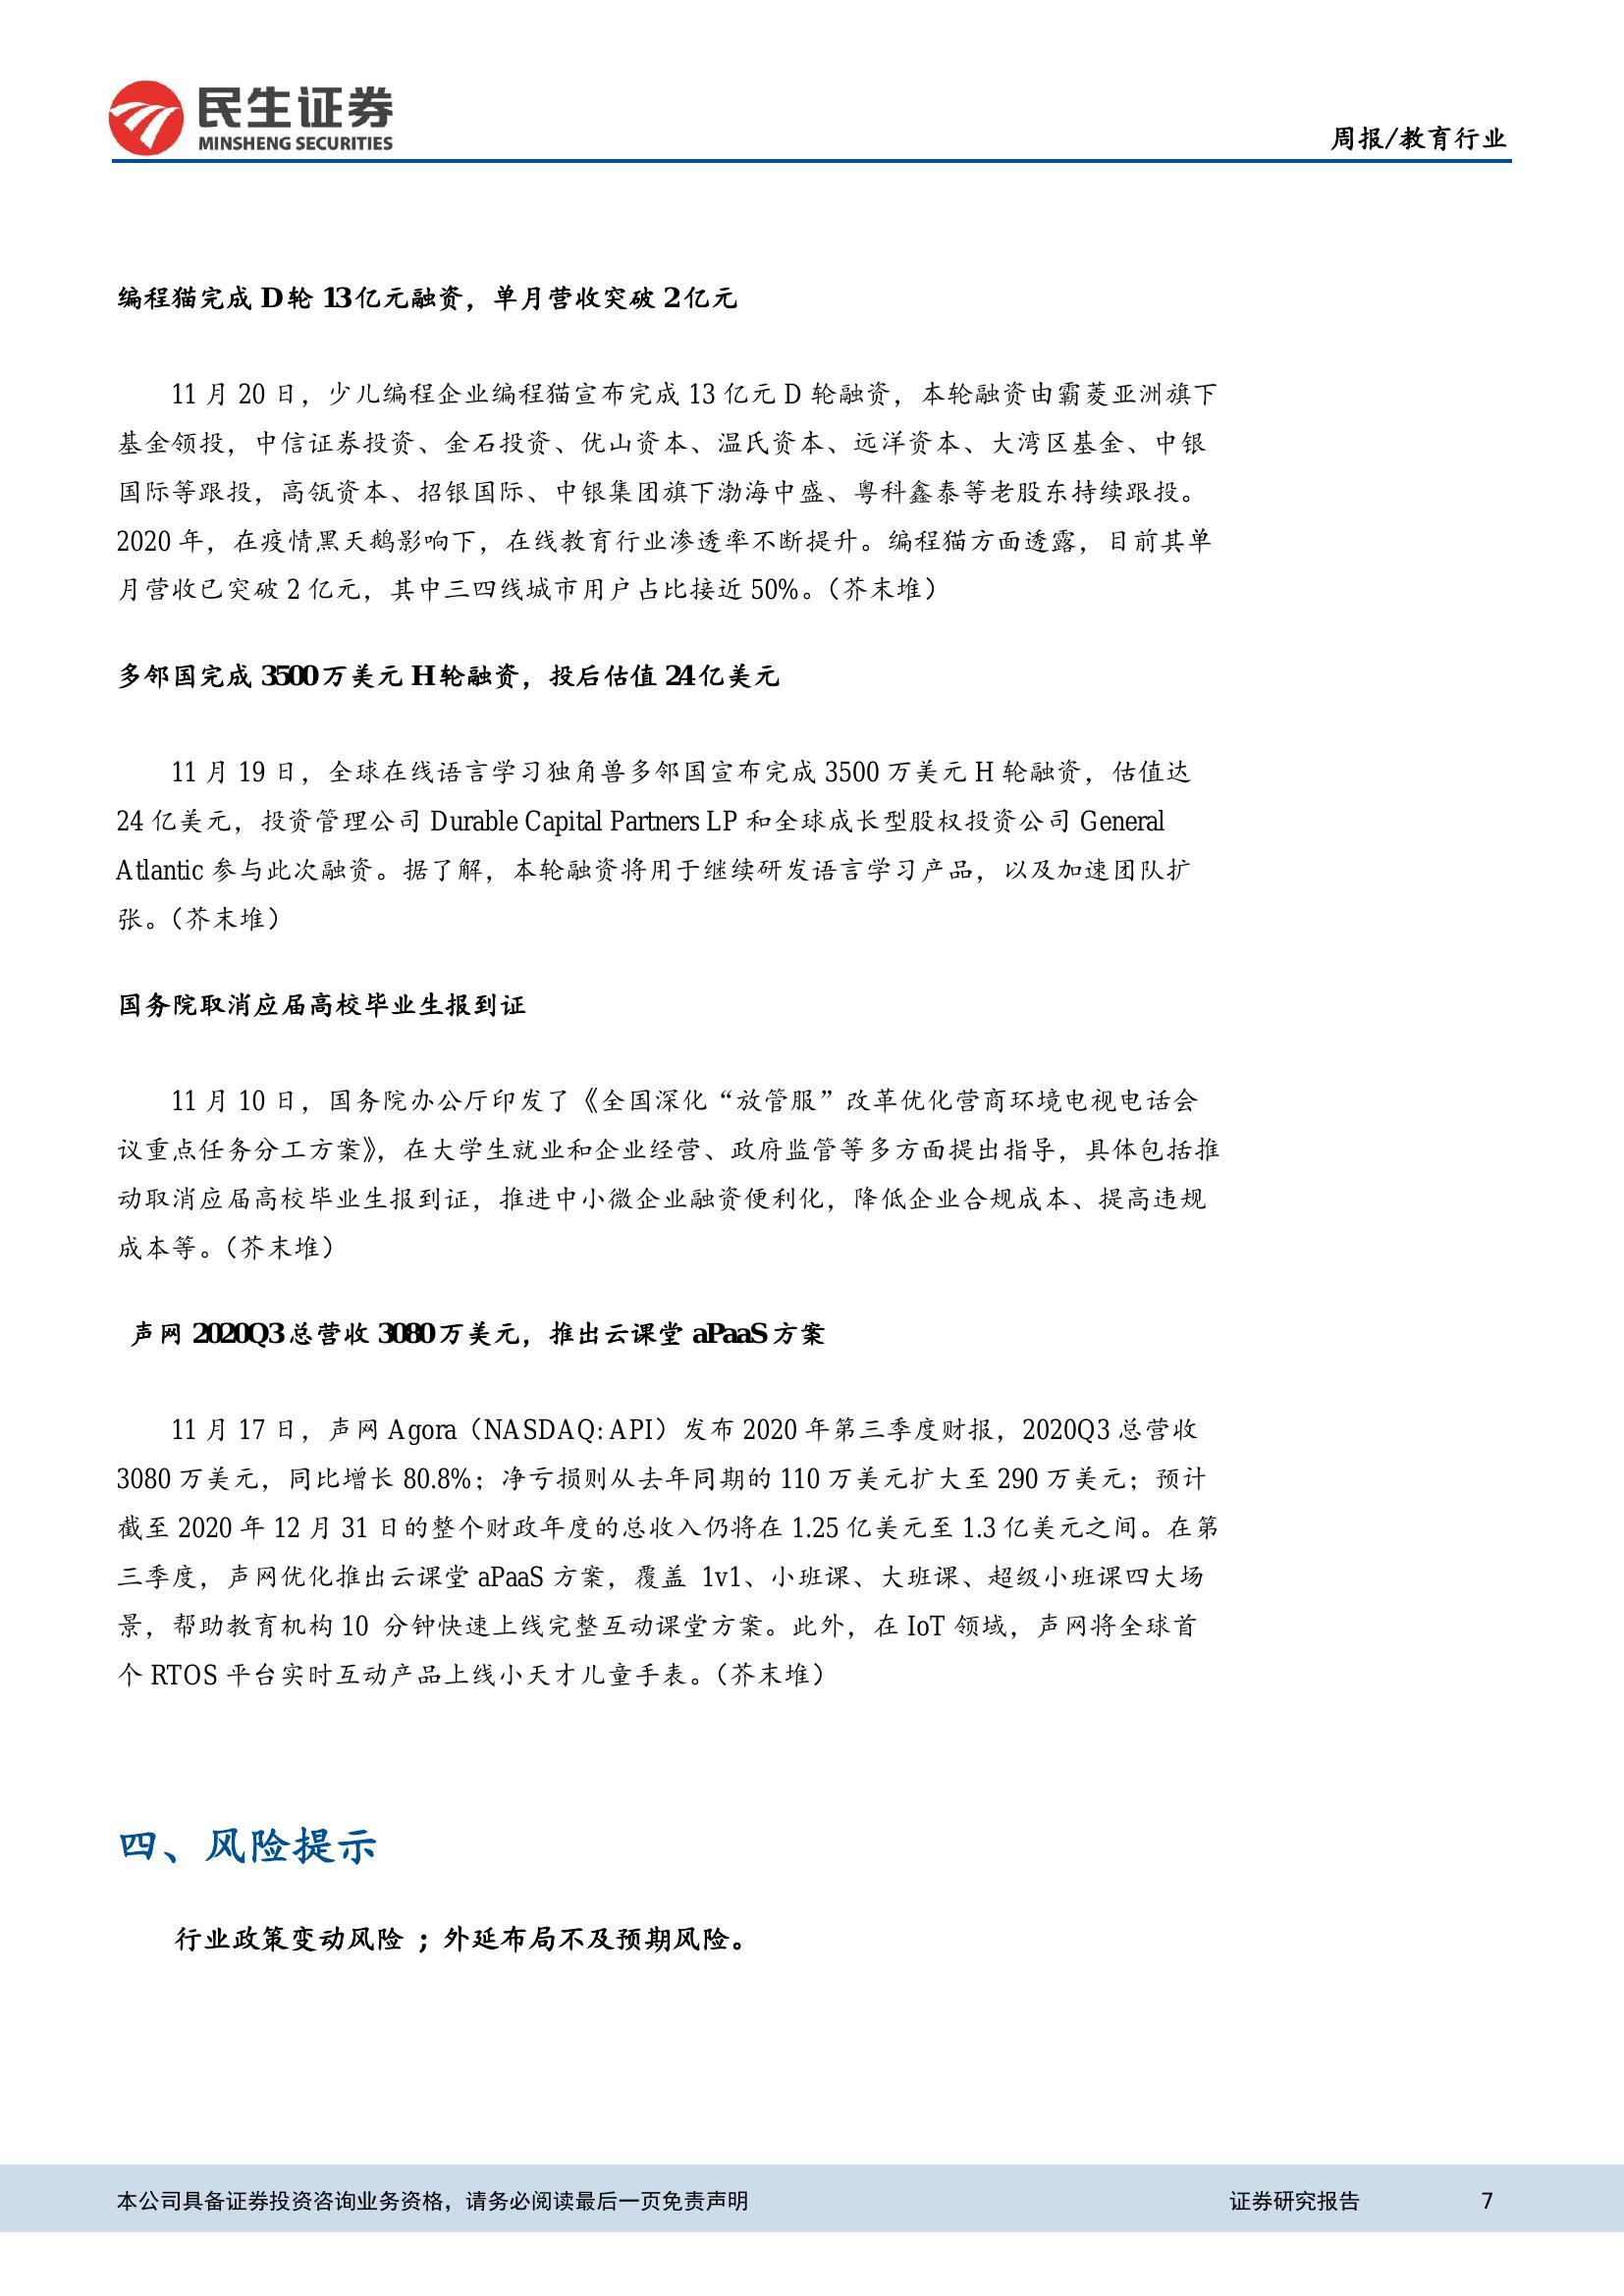 民生证券
MINSHENG SECURITIES
周报/教育行业
编程猫完成 D 轮 13 亿元融资，单月营收突破 2 亿元
11 月 20 日，少儿编程企业编程猫宣布完成 13 亿元 D 轮融资，本轮融资由霸菱亚洲旗下
基金领投，中信证券投资、金石投资、优山资本、温氏资本、远洋资本、大湾区基金、中银
国际等跟投，高瓴资本、招银国际、中银集团旗下渤海中盛、粤科鑫泰等老股东持续跟投。
2020 年，在疫情黑天鹅影响下，在线教育行业渗透率不断提升。编程猫方面透露，目前其单
月营收已突破 2 亿元，其中三四线城市用户占比接近 50%。（芥末堆）
多邻国完成 3500 万美元 H 轮融资，投后估值 24 亿美元
11 月 19 日，全球在线语言学习独角兽多邻国宣布完成 3500 万美元 H 轮融资，估值达
24 亿美元，投资管理公司 Durable Capital Partners LP 和全球成长型股权投资公司 General
Atlantic 参与此次融资。据了解，本轮融资将用于继续研发语言学习产品，以及加速团队扩
张。（芥末堆）
国务院取消应届高校毕业生报到证
11 月 10 日，国务院办公厅印发了《全国深化“放管服”改革优化营商环境电视电话会
议重点任务分工方案》，在大学生就业和企业经营、政府监管等多方面提出指导，具体包括推
动取消应届高校毕业生报到证，推进中小微企业融资便利化，降低企业合规成本、提高违规
成本等。（芥末堆）
声网 2020Q3 总营收 3080 万美元，推出云课堂 aPaaS 方案
11 月 17 日，声网 Agora（NASDAQ: API）发布 2020 年第三季度财报，2020Q3 总营收
3080 万美元，同比增长 80.8%；净亏损则从去年同期的 110 万美元扩大至 290 万美元；预计
截至 2020 年 12 月 31 日的整个财政年度的总收入仍将在 1.25 亿美元至 1.3 亿美元之间。在第
三季度，声网优化推出云课堂 aPaaS 方案，覆盖 1v1、小班课、大班课、超级小班课四大场
景，帮助教育机构 10 分钟快速上线完整互动课堂方案。此外，在 IoT 领域，声网将全球首
个 RTOS 平台实时互动产品上线小天才儿童手表。（芥末堆）
四、风险提示
行业政策变动风险 ；外延布局不及预期风险。
本公司具备证券投资咨询业务资格，请务必阅读最后一页免责声明 证券研究报告 7